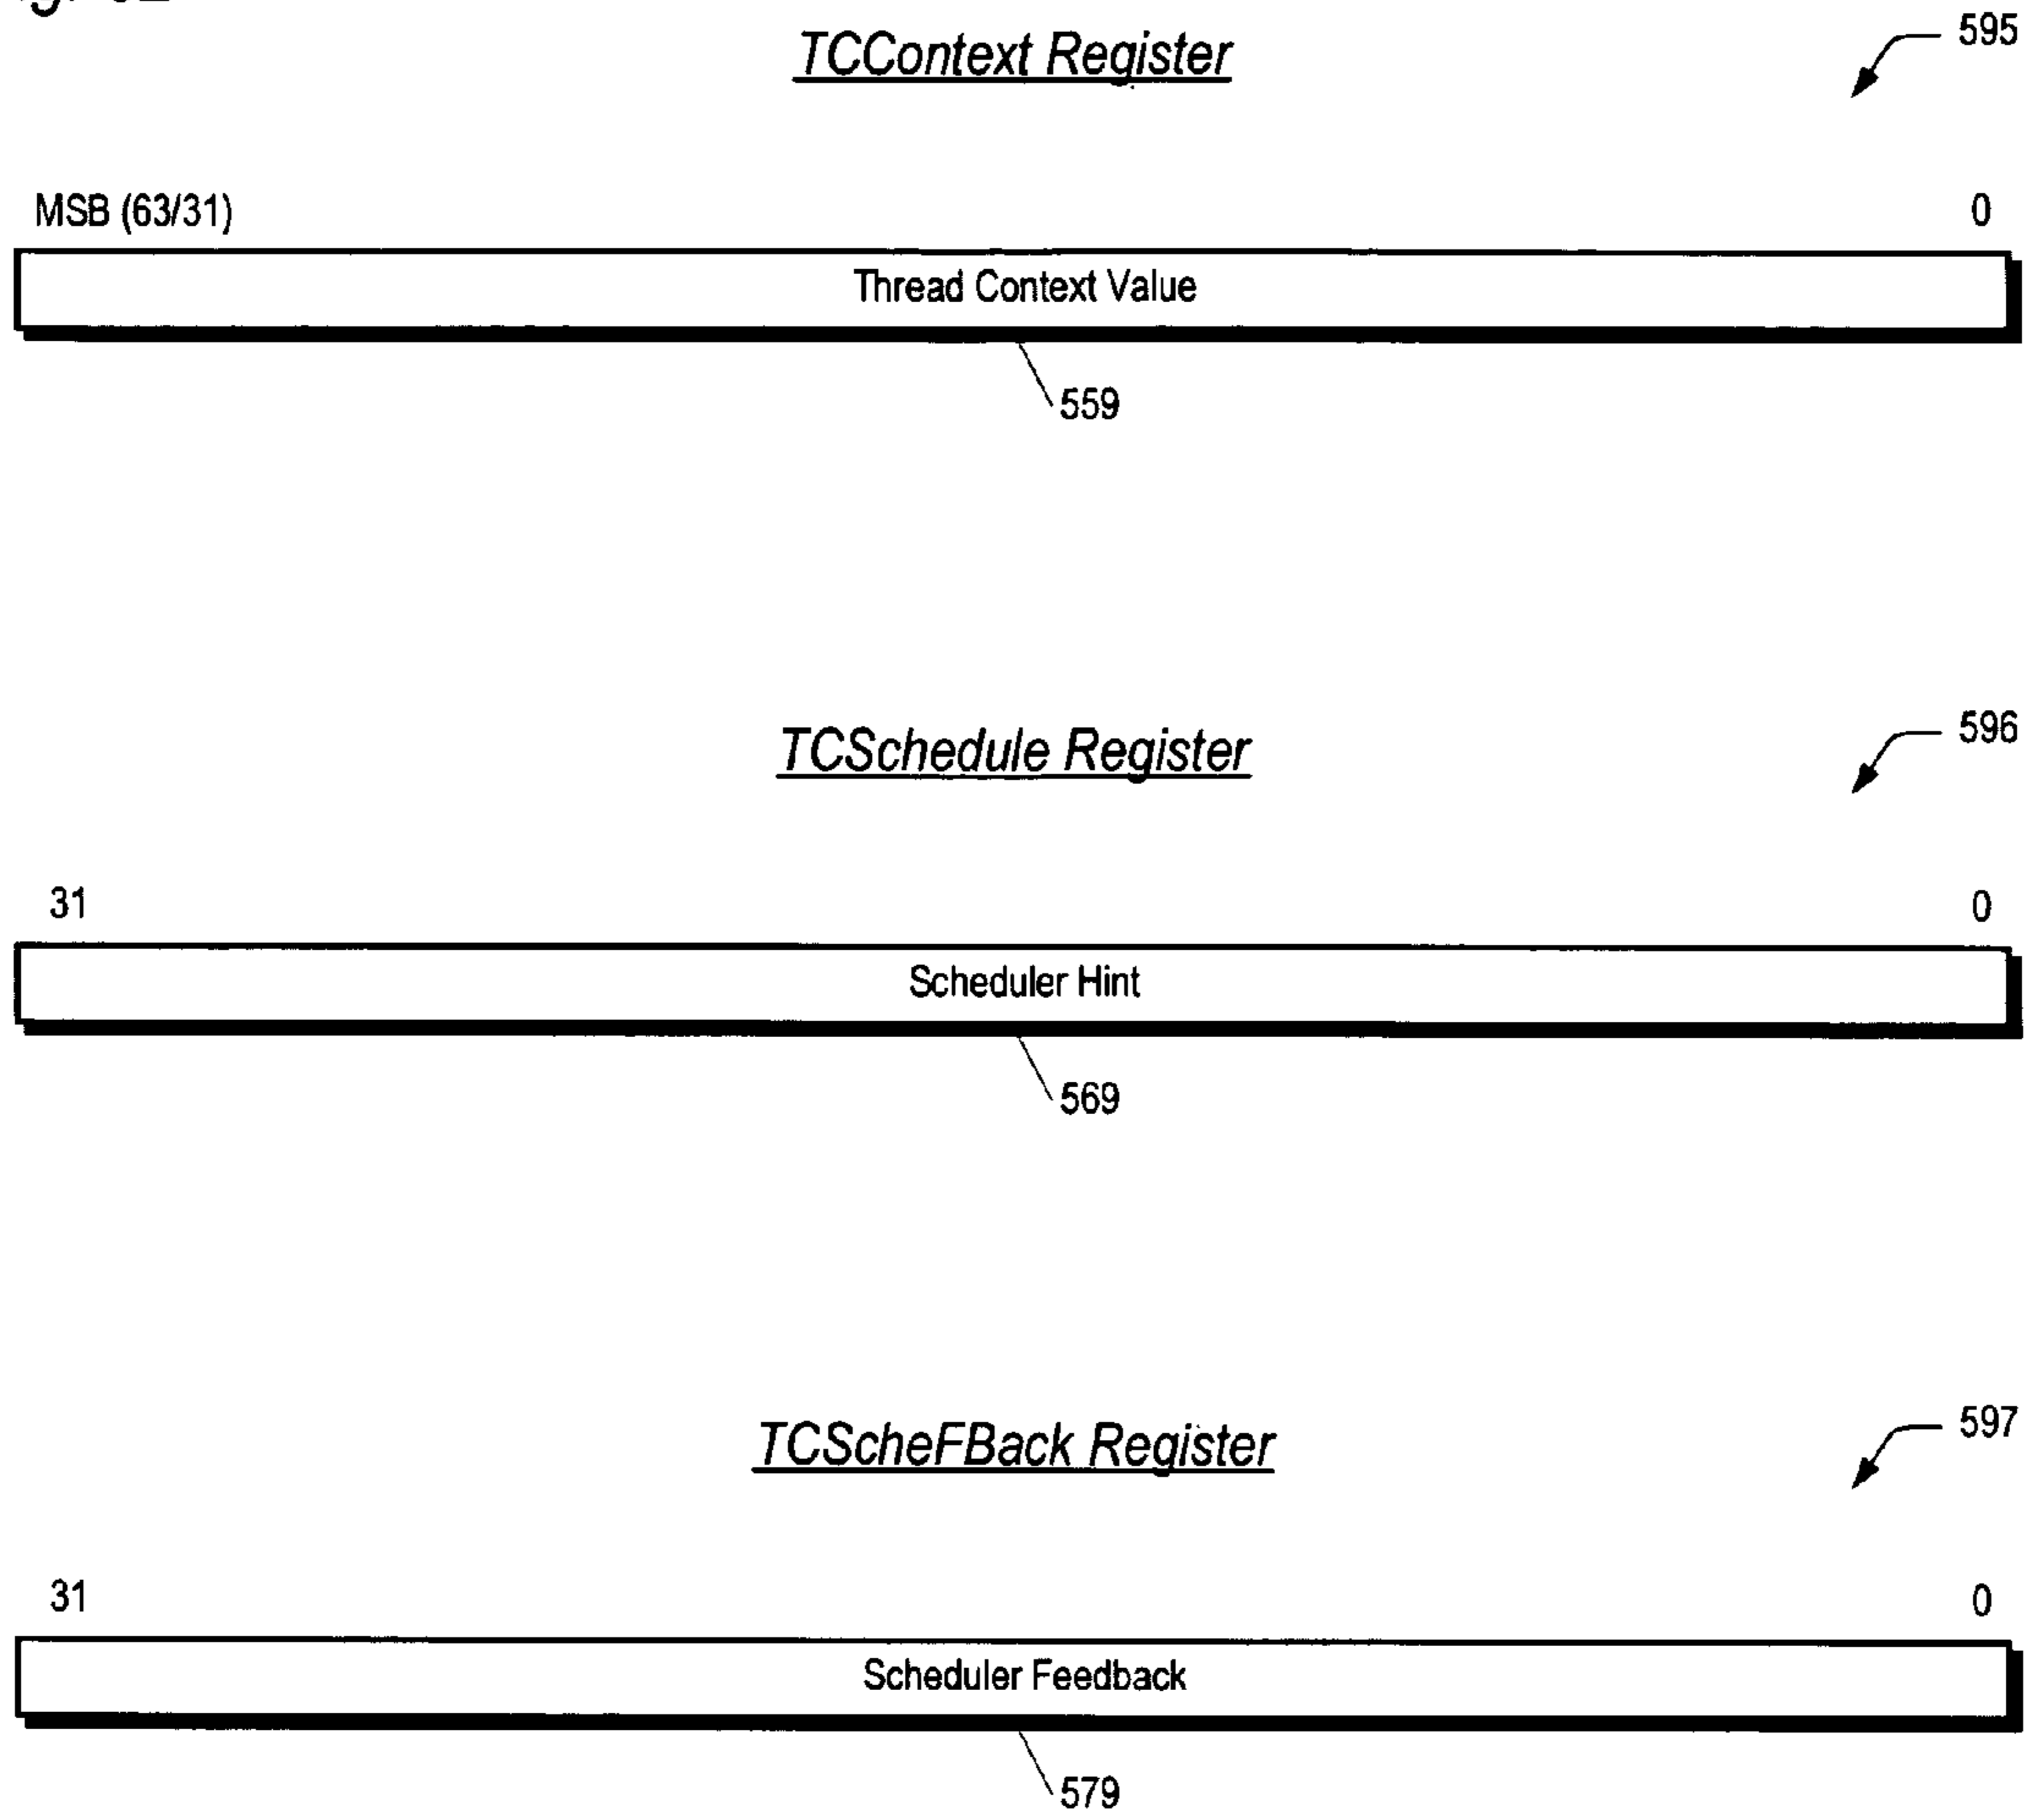 TCContext Register
595
MSB (63/31) 0
Thread Context Value
559
TCSchedule Register
596
31 0
Scheduler Hint
569
TCScheFBack Register
597
31 0
Scheduler Feedback
579